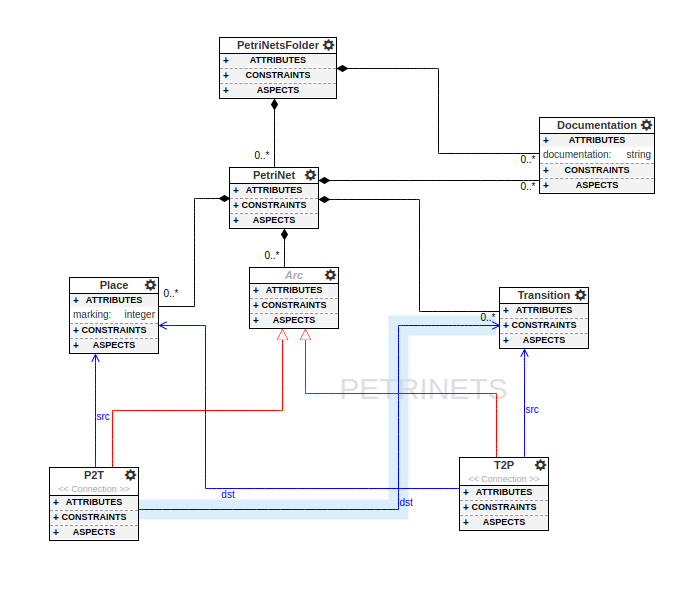 PetriNetsFolder
+ ATTRIBUTES
+ CONSTRAINTS
+ ASPECTS
Documentation
+ ATTRIBUTES
documentation: string
+ CONSTRAINTS
+ ASPECTS
0..*
0..*
0..*
PetriNet
+ ATTRIBUTES
+ CONSTRAINTS
+ ASPECTS
0..*
0..*
0..*
Place
+ ATTRIBUTES
marking: integer
+ CONSTRAINTS
+ ASPECTS
Arc
+ ATTRIBUTES
+ CONSTRAINTS
+ ASPECTS
Transition
+ ATTRIBUTES
+ CONSTRAINTS
+ ASPECTS
PETRINETS
src
src
P2T
<< Connection >>
+ ATTRIBUTES
+ CONSTRAINTS
+ ASPECTS
dst
dst
T2P
<< Connection >>
+ ATTRIBUTES
+ CONSTRAINTS
+ ASPECTS